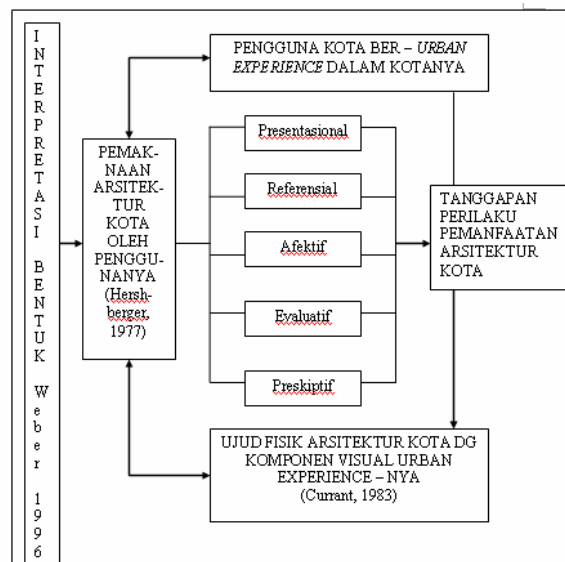 I
N
T
E
R
P
R
E
T
A
S
I
B
E
N
T
U
K
W
e
b
e
r
1
9
9
6
PENGGUNA KOTA BER – URBAN
EXPERIENCE DALAM KOTANYA
PEMAK-
NAAN
ARSITEK-
TUR
KOTA
OLEH
PENGGU-
NANYA
(Hersh-
berger,
1977)
Presentasional
Referensial
Afektif
Evaluatif
Preskiptif
TANGGAPAN
PERILAKU
PEMANFAATAN
ARSITEKTUR
KOTA
UJUD FISIK ARSITEKTUR KOTA DG
KOMPONEN VISUAL URBAN
EXPERIENCE – NYA
(Currant, 1983)